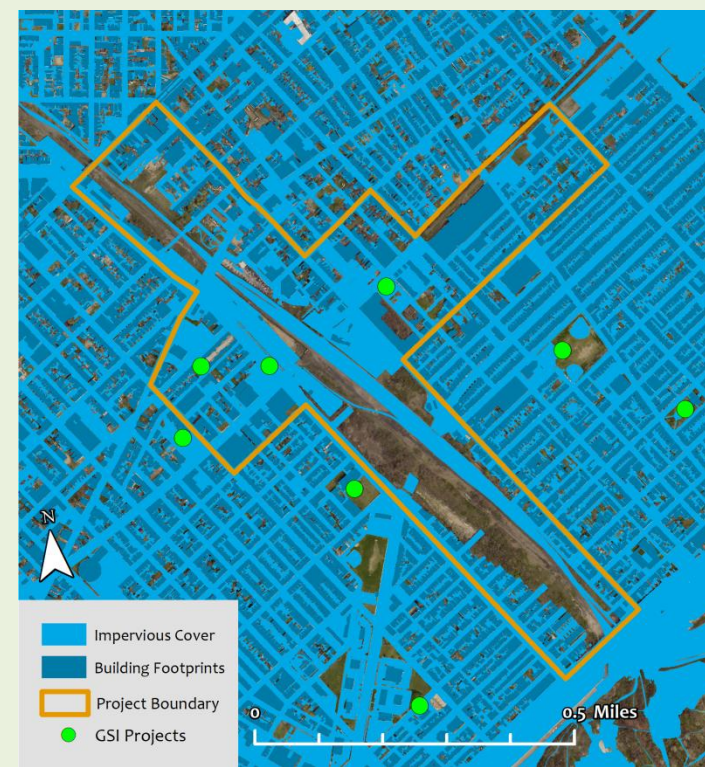 N
Impervious Cover
Building Footprints
Project Boundary
GSI Projects
0 0.5 Miles